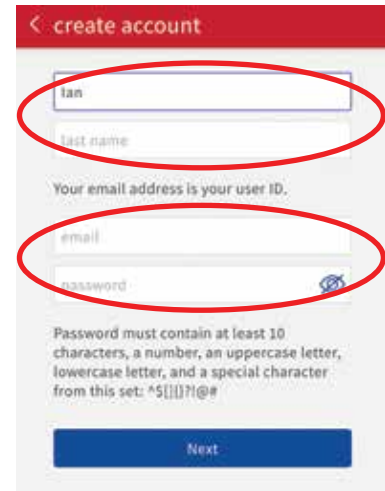 < create account
Ian
last name
Your email address is your user ID.
email
password
Password must contain at least 10
characters, a number, an uppercase letter,
lowercase letter, and a special character
from this set: ^$[]{}?!@#
Next